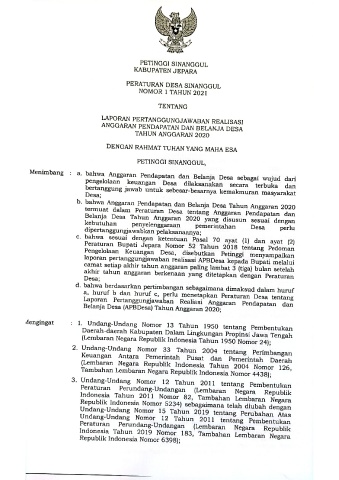 PETINGGI SINANGGUL
KABUPATEN JEPARA
PERATURAN DESA SINANGGUL
NOMOR 1 TAHUN 2021
TENTANG
LAPORAN PERTANGGUNGJAWABAN REALISASI
ANGGARAN PENDAPATAN DAN BELANJA DESA
TAHUN ANGGARAN 2020
DENGAN RAHMAT TUHAN YANG MAHA ESA
PETINGGI SINANGGUL,
Menimbang : a. bahwa Anggaran Pendapatan dan Belanja Desa sebagai wujud dari
pengelolaan keuangan Desa dilaksanakan secara terbuka dan
bertanggung jawab untuk sebesar-besarnya kemakmuran masyarakat
Desa;
b. bahwa Anggaran Pendapatan dan Belanja Desa Tahun Anggaran 2020
termuat dalam Peraturan Desa tentang Anggaran Pendapatan dan
Belanja Desa Tahun Anggaran 2020 yang disusun sesuai dengan
kebutuhan penyelenggaraan pemerintahan Desa perlu
dipertanggungjawabkan pelaksanaannya;
c. bahwa sesuai dengan ketentuan Pasal 70 ayat (1) dan ayat (2)
Peraturan Bupati Jepara Nomor 52 Tahun 2018 tentang Pedoman
Pengelolaan Keuangan Desa, disebutkan Petinggi menyampaikan
laporan pertanggungjawaban realisasi APBDesa kepada Bupati melalui
camat setiap akhir tahun anggaran paling lambat 3 (tiga) bulan setelah
akhir tahun anggaran berkenaan yang ditetapkan dengan Peraturan
Desa;
d. bahwa berdasarkan pertimbangan sebagaimana dimaksud dalam huruf
a, huruf b dan huruf c, perlu menetapkan Peraturan Desa tentang
Laporan Pertanggungjawaban Realisasi Anggaran Pendapatan dan
Belanja Desa (APBDesa) Tahun Anggaran 2020;
engingat : 1. Undang-Undang Nomor 13 Tahun 1950 tentang Pembentukan
Daerah-daerah Kabupaten Dalam Lingkungan Propinsi Jawa Tengah
(Lembaran Negara Republik Indonesia Tahun 1950 Nomor 24);
2. Undang-Undang Nomor 33 Tahun 2004 tentang Perimbangan
Keuangan Antara Pemerintah Pusat dan Pemerintah Daerah
(Lembaran Negara Republik Indonesia Tahun 2004 Nomor 126,
Tambahan Lembaran Negara Republik Indonesia Nomor 4438);
3. Undang-Undang Nomor 12 Tahun 2011 tentang Pembentukan
Peraturan Perundang-Undangan (Lembaran Negara Republik
Indonesia Tahun 2011 Nomor 82, Tambahan Lembaran Negara
Republik Indonesia Nomor 5234) sebagaimana telah diubah dengan
Undang-Undang Nomor 15 Tahun 2019 tentang Perubahan Atas
Undang-Undang Nomor 12 Tahun 2011 tentang Pembentukan
Peraturan Perundang-Undangan (Lembaran Negara Republik
Indonesia Tahun 2019 Nomor 183, Tambahan Lembaran Negara
Republik Indonesia Nomor 6398);